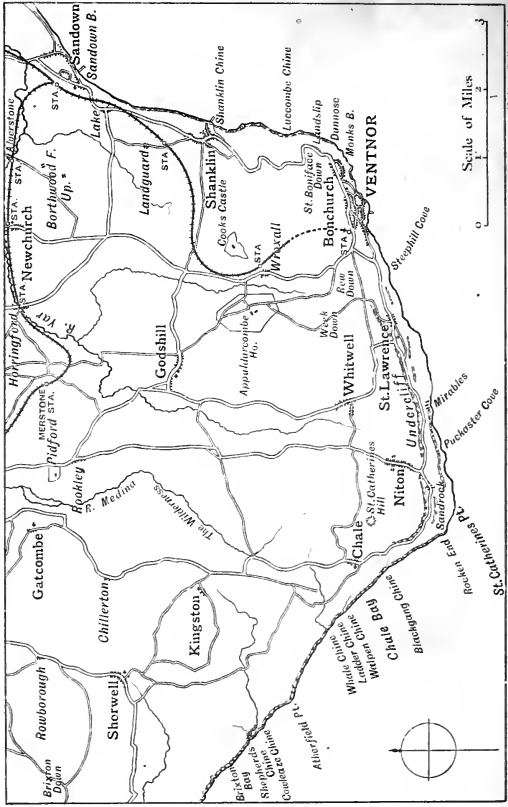 Sandown
Sandown B.
STA.
Lake
Alverstone
STA.
Borthwood F.
Up.
STA.
Newchurch
STA.
Horringford
R. Yar
MERSTONE
STA.
Pidford
Rookley
Gatcombe
Chillerton
Rowborough
Brixton
Down
Shorwell
Kingston
R. Medina
The Wilderness
Godshill
Landguard
STA
Shanklin
Shanklin Chine
Luccombe Chine
Landslip
Dunnose
Monks B.
Cooks Castle
STA
Wroxall
Appuldurcombe
Ho.
St. Boniface
Down
Bonchurch
STA
VENTNOR
Rew
Down
Week
Down
Whitwell
St. Lawrence
Undercliff
Steephill Cove
Mirables
Puckaster Cove
Niton
St. Catherines
Hill
Sandrock
Chale
Rocken End
St. Catherines Pt.
Blackgang Chine
Chale Bay
Walpen
Ladder Chine
Whale Chine
Atherfield Pt.
Cowleaze Chine
Shepherds Chine
Brixton
Bay
0 1 2 3
Scale of Miles